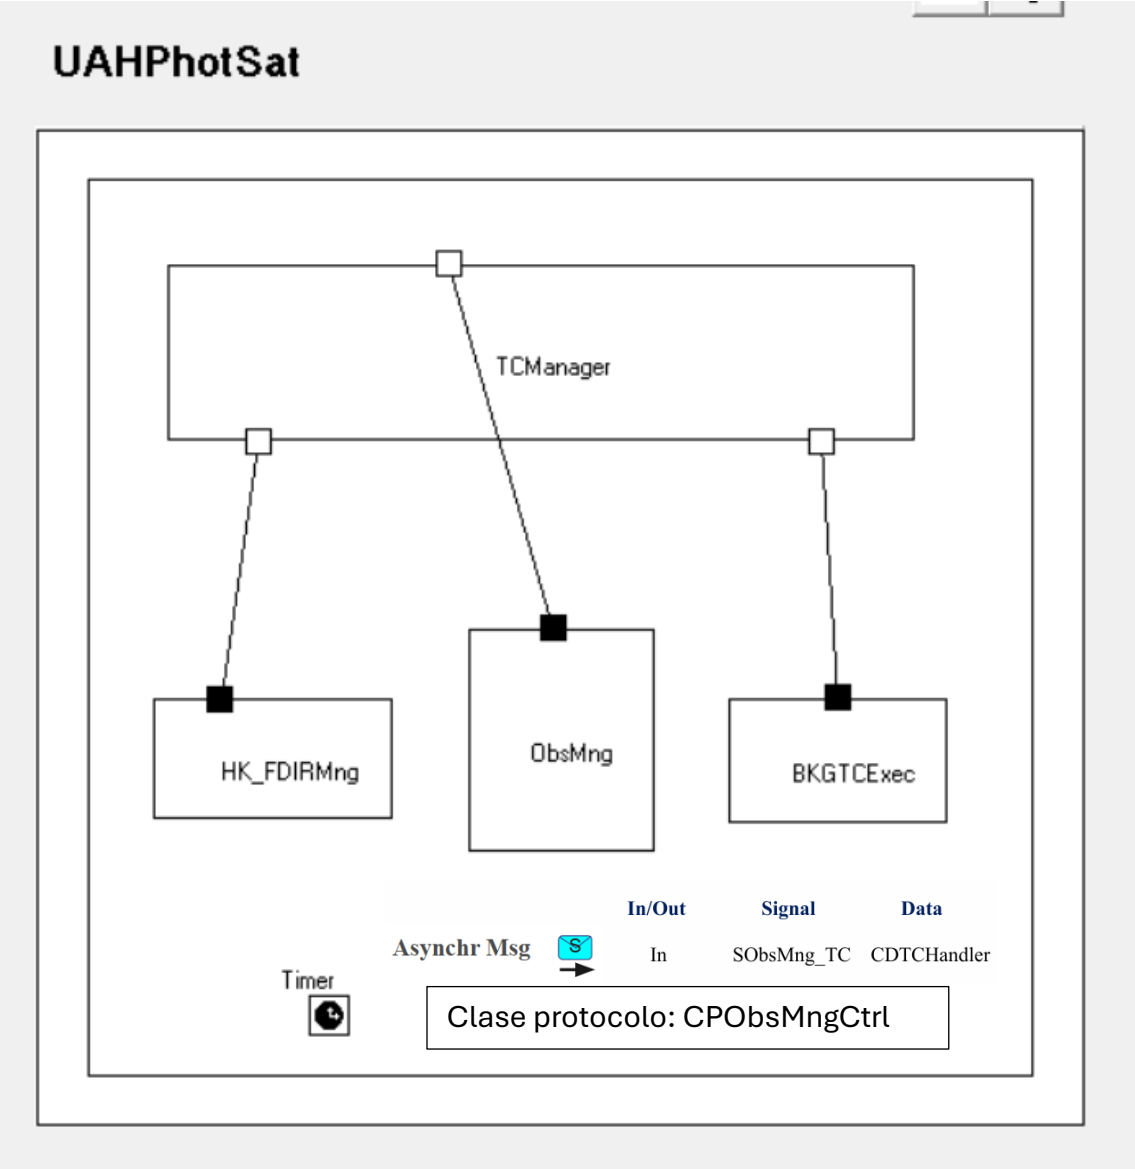 UAHPhotSat
TCManager
HK_FDIRMng
ObsMng
BKGTCExec
In/Out Signal Data
Asynchr Msg S In SObsMng_TC CDTCHandler
Timer
Clase protocolo: CPObsMngCtrl